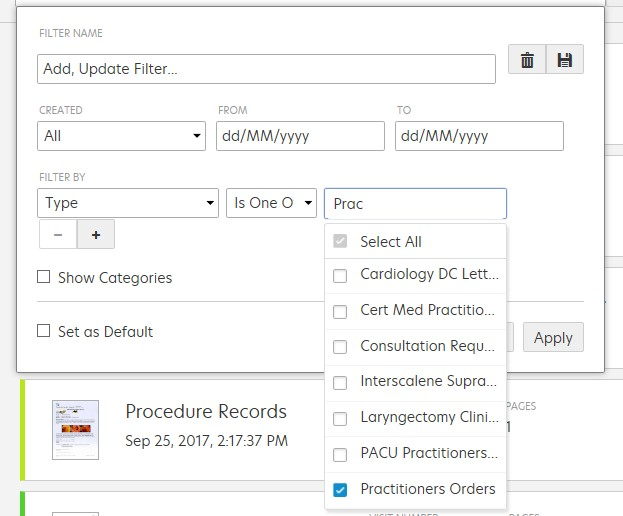 FILTER NAME
Add, Update Filter...
CREATED FROM TO
All dd/MM/yyyy dd/MM/yyyy
FILTER BY
Type Is One O Prac
− +
Select All
Show Categories
Cardiology DC Lett...
Cert Med Practitio...
Set as Default
Apply
Consultation Requ...
Interscalene Supra...
Laryngectomy Clini...
PACU Practitioners...
Practitioners Orders
Procedure Records
Sep 25, 2017, 2:17:37 PM
PAGES
1